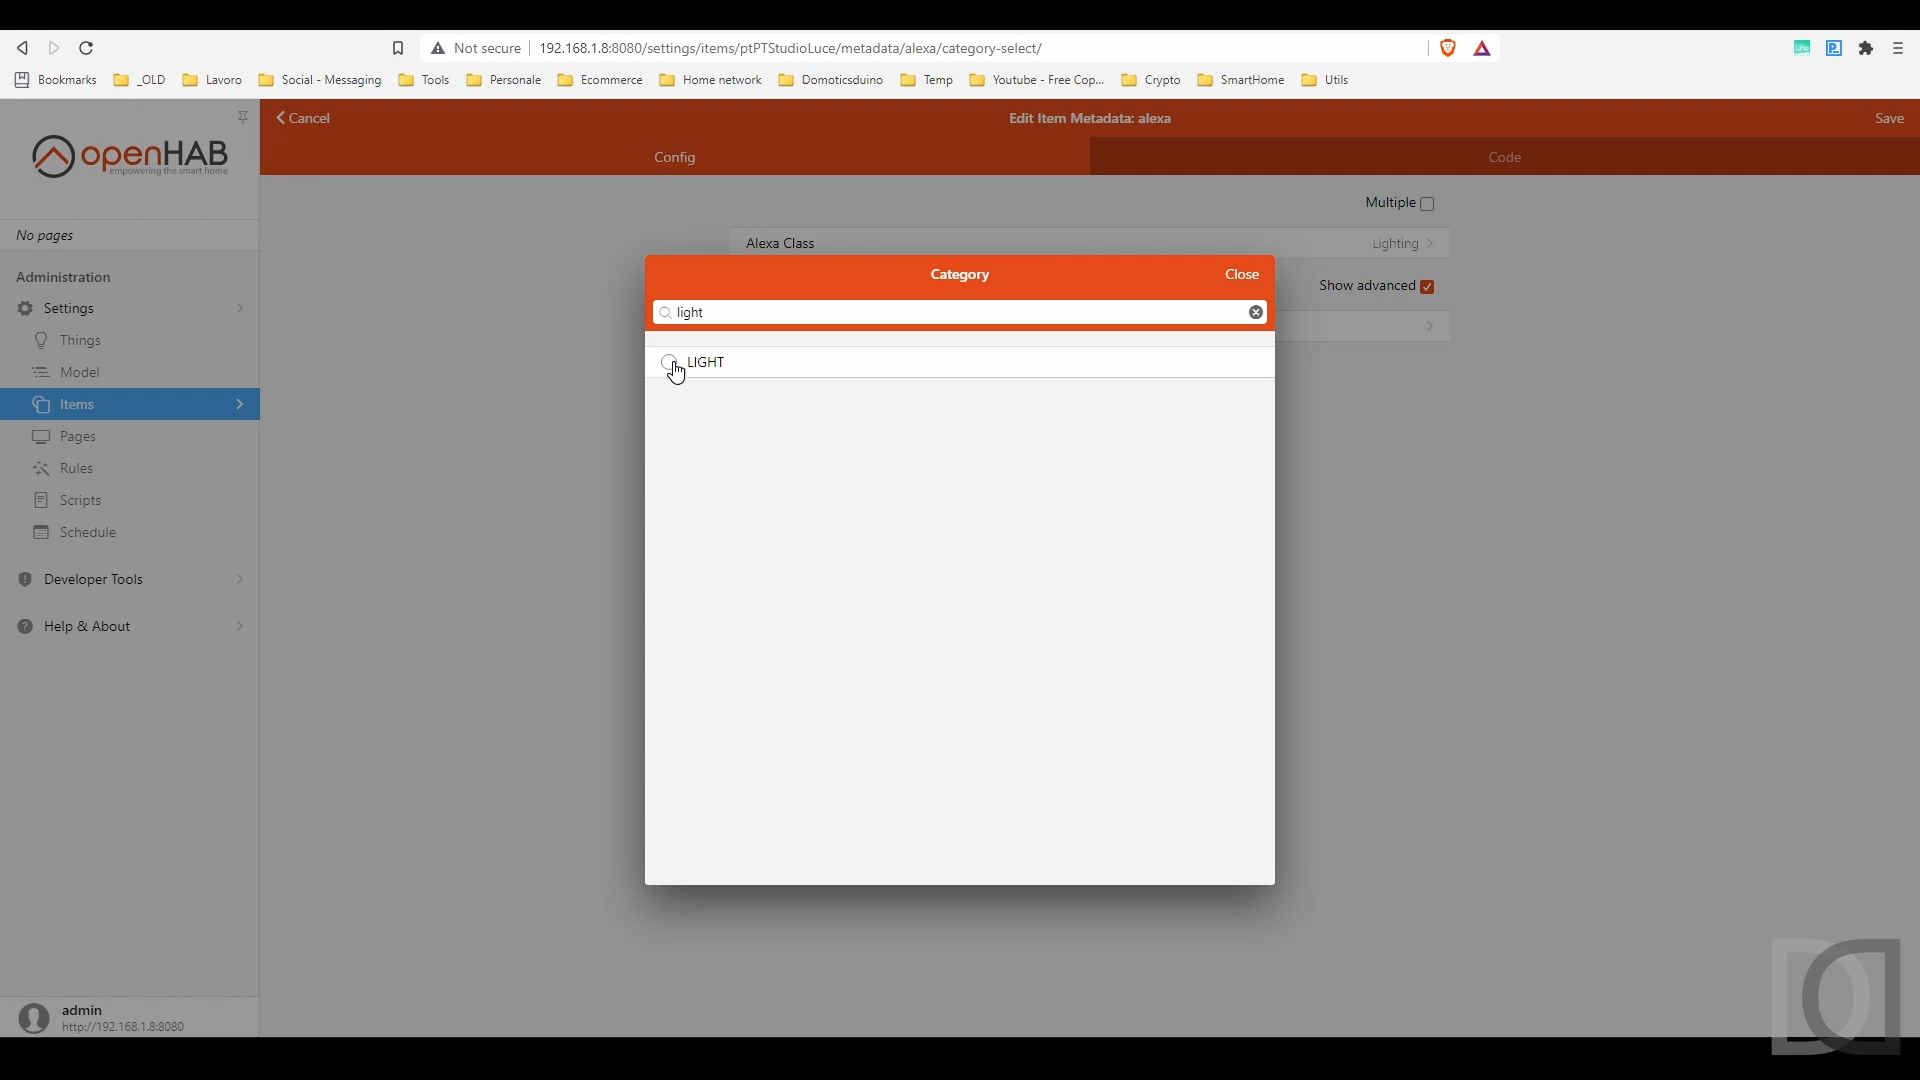 Not secure
192.168.1.8:8080/settings/items/ptPTStudioLuce/metadata/alexa/category-select/
Bookmarks
_OLD
Lavoro
Social - Messaging
Tools
Personale
Ecommerce
Home network
Domoticsduino
Temp
Youtube - Free Cop...
Crypto
SmartHome
Utils
openHAB
empowering the smart home
Cancel
Edit Item Metadata: alexa
Save
Config
Code
No pages
Administration
Settings
Things
Model
Items
Pages
Rules
Scripts
Schedule
Developer Tools
Help & About
Multiple
Alexa Class
Lighting
Show advanced
Category
Close
light
LIGHT
admin
http://192.168.1.8:8080